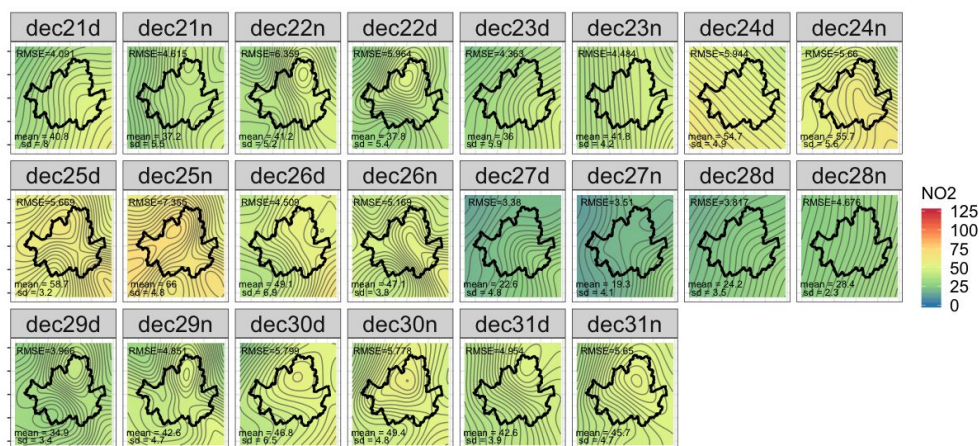 dec21d dec21n dec22n dec22d dec23d dec23n dec24d dec24n
RMSE=4.091 RMSE=4.615 RMSE=6.359 RMSE=5.964 RMSE=4.363 RMSE=4.484 RMSE=5.944 RMSE=5.66
mean = 40.8 mean = 37.2 mean = 41.2 mean = 37.8 mean = 36 mean = 41.8 mean = 54.7 mean = 55.7
sd = 8 sd = 5.5 sd = 5.2 sd = 5.4 sd = 5.9 sd = 4.2 sd = 4.9 sd = 5.6
dec25d dec25n dec26d dec26n dec27d dec27n dec28d dec28n
RMSE=5.669 RMSE=7.355 RMSE=4.509 RMSE=5.169 RMSE=3.38 RMSE=3.51 RMSE=3.817 RMSE=4.676
mean = 58.7 mean = 66 mean = 49.1 mean = 47.1 mean = 22.6 mean = 19.3 mean = 24.2 mean = 28.4
sd = 3.2 sd = 4.8 sd = 6.9 sd = 3.8 sd = 4.8 sd = 4.1 sd = 3.5 sd = 2.3
NO2
125
100
75
50
25
0
dec29d dec29n dec30d dec30n dec31d dec31n
RMSE=3.966 RMSE=4.851 RMSE=5.799 RMSE=5.778 RMSE=4.954 RMSE=5.65
mean = 34.9 mean = 42.6 mean = 46.8 mean = 49.4 mean = 42.6 mean = 45.7
sd = 3.4 sd = 4.7 sd = 6.5 sd = 4.8 sd = 3.9 sd = 4.7